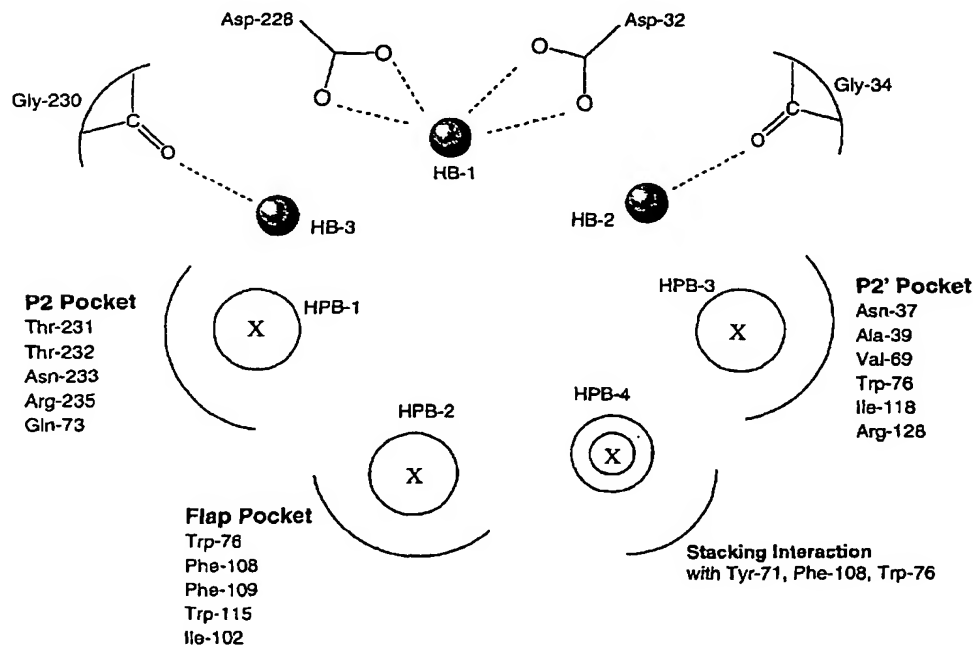 Asp-228
Asp-32
O
O
O
O
Gly-230
C
O
Gly-34
C
O
HB-1
HB-3
HB-2
P2 Pocket
Thr-231
Thr-232
Asn-233
Arg-235
Gln-73
HPB-1
X
HPB-3
X
P2' Pocket
Asn-37
Ala-39
Val-69
Trp-76
Ile-118
Arg-128
HPB-2
X
HPB-4
X
Flap Pocket
Trp-76
Phe-108
Phe-109
Trp-115
Ile-102
Stacking Interaction
with Tyr-71, Phe-108, Trp-76